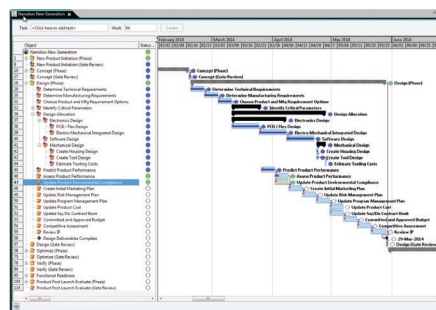 Nanobus New Generation
Task: <Click here to add task>
Work: 0h
Create
Object
Status
February 2014
March 2014
April 2014
May 2014
June 2014
Nanobus New Generation
New Product Initiation (Phase)
New Product Initiation (Gate Review)
Concept (Phase)
Concept (Gate Review)
Design (Phase)
Determine Technical Requirements
Determine Manufacturing Requirements
Choose Product and Mfg Requirement Options
Identify Critical Parameters
Design Allocation
Electronics Design
PCB / Flex Design
Electro-Mechanical Integrated Design
Software Design
Mechanical Design
Create Housing Design
Create Tool Design
Estimate Tooling Costs
Predict Product Performance
Assess Product Performance
Update Product Environmental Compliance
Create Initial Marketing Plan
Update Risk Management Plan
Update Program Management Plan
Update Product Cost
Update Say/Do Contract Book
Committed and Approved Budget
Competitive Assessment
Review IP
Design Deliverables Complete
Design (Gate Review)
Optimize (Phase)
Optimize (Gate Review)
Verify (Phase)
Verify (Gate Review)
Functional Readiness
Product Post Launch Evaluate (Phase)
Product Post Launch Evaluate (Gate Review)
Concept (Phase)
Concept (Gate Review)
Design (Phase)
Determine Technical Requirements
Determine Manufacturing Requirements
Choose Product and Mfg Requirement Options
Identify Critical Parameters
Design Allocation
Electronics Design
PCB / Flex Design
Electro-Mechanical Integrated Design
Software Design
Mechanical Design
Create Housing Design
Create Tool Design
Estimate Tooling Costs
Predict Product Performance
Assess Product Performance
Update Product Environmental Compliance
Create Initial Marketing Plan
Update Risk Management Plan
Update Program Management Plan
Update Product Cost
Update Say/Do Contract Book
Committed and Approved Budget
Competitive Assessment
Review IP
29-May-2014
Design (Gate Review)